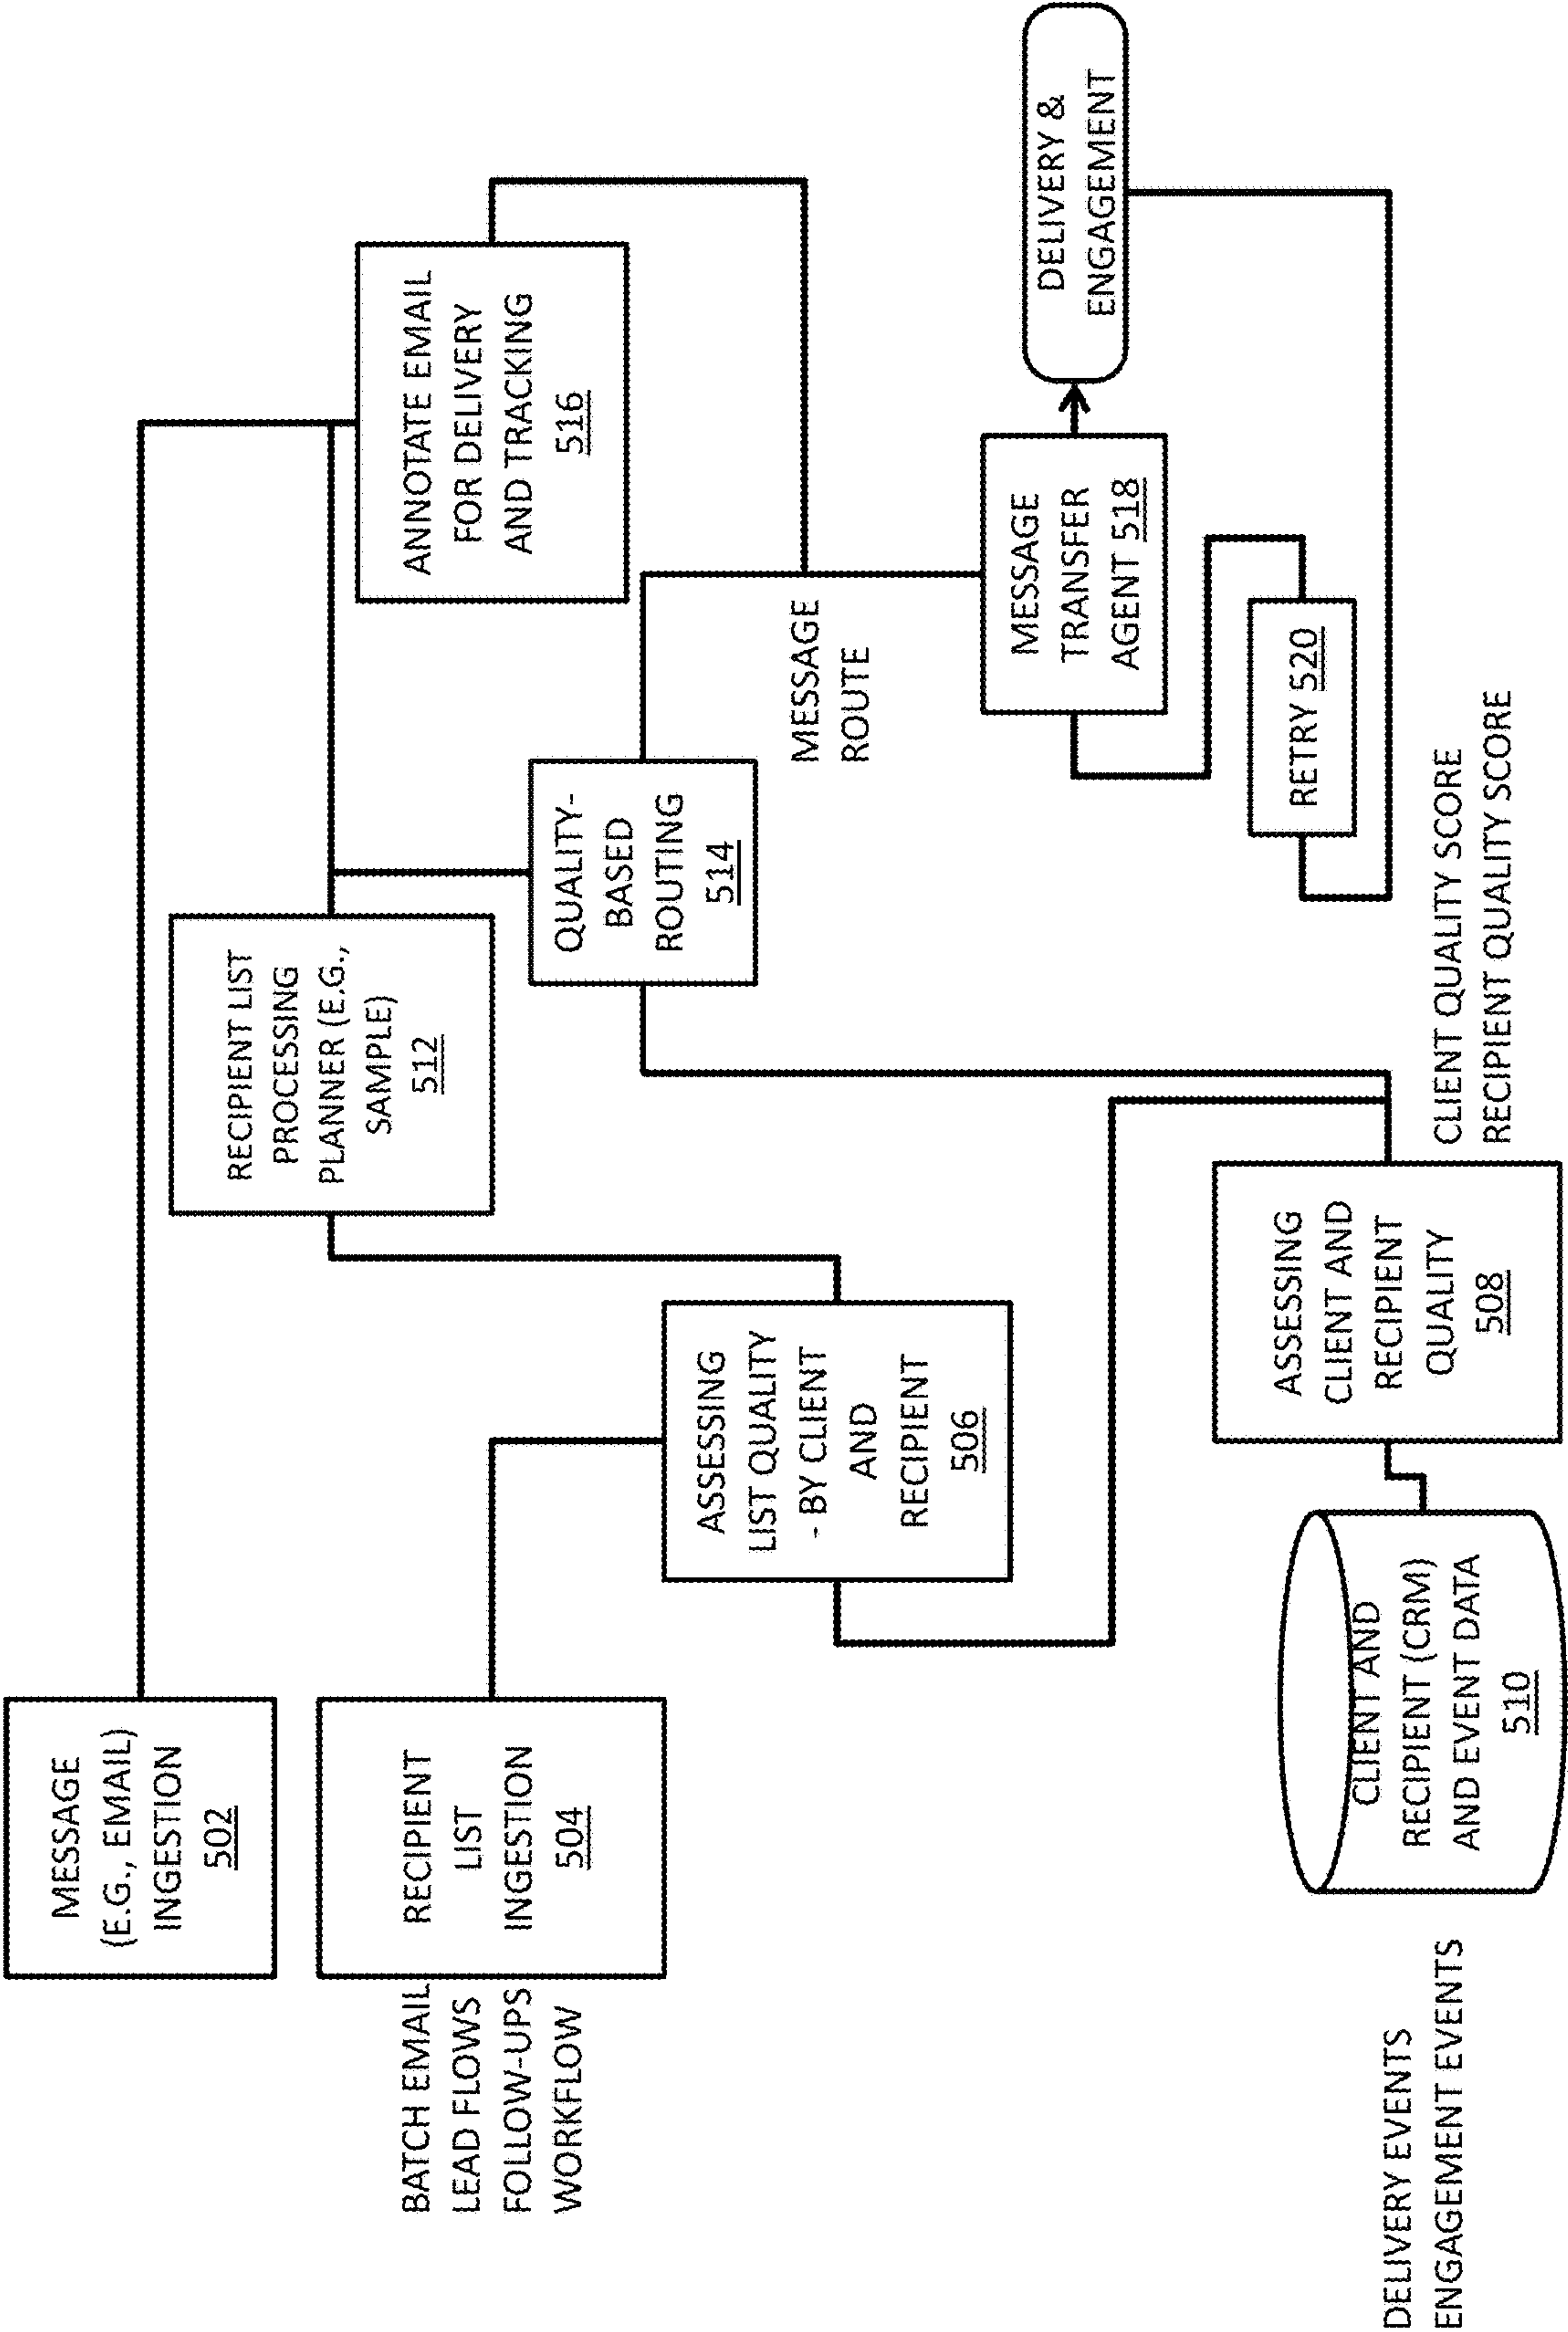 MESSAGE
(E.G., EMAIL)
INGESTION
502
BATCH EMAIL
LEAD FLOWS
FOLLOW-UPS
WORKFLOW
RECIPIENT
LIST
INGESTION
504
ASSESSING
LIST QUALITY
- BY CLIENT
AND
RECIPIENT
506
RECIPIENT LIST
PROCESSING
PLANNER (E.G.,
SAMPLE)
512
QUALITY-
BASED
ROUTING
514
ANNOTATE EMAIL
FOR DELIVERY
AND TRACKING
516
MESSAGE
ROUTE
MESSAGE
TRANSFER
AGENT 518
DELIVERY &
ENGAGEMENT
RETRY 520
DELIVERY EVENTS
ENGAGEMENT EVENTS
CLIENT AND
RECIPIENT (CRM)
AND EVENT DATA
510
ASSESSING
CLIENT AND
RECIPIENT
QUALITY
508
CLIENT QUALITY SCORE
RECIPIENT QUALITY SCORE